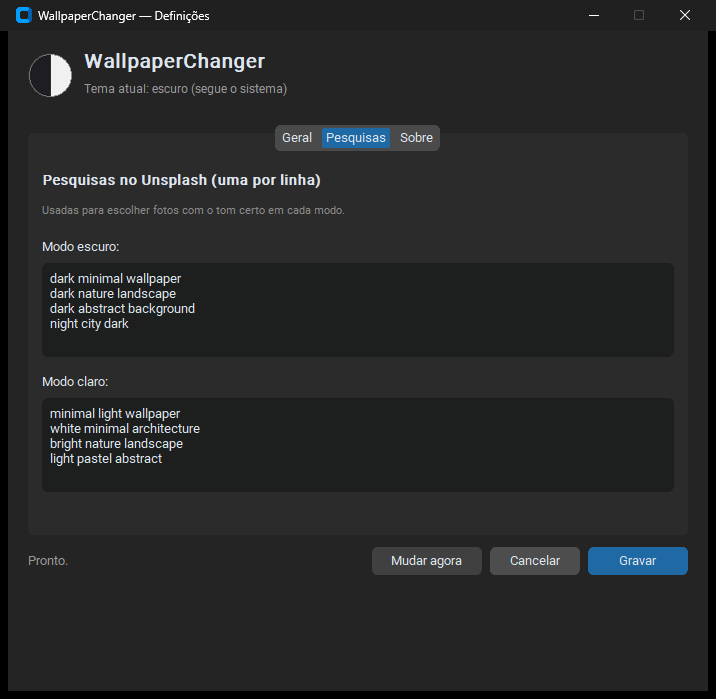 WallpaperChanger — Definições
WallpaperChanger
Tema atual: escuro (segue o sistema)
Geral Pesquisas Sobre
Pesquisas no Unsplash (uma por linha)
Usadas para escolher fotos com o tom certo em cada modo.
Modo escuro:
dark minimal wallpaper
dark nature landscape
dark abstract background
night city dark
Modo claro:
minimal light wallpaper
white minimal architecture
bright nature landscape
light pastel abstract
Pronto. Mudar agora Cancelar Gravar